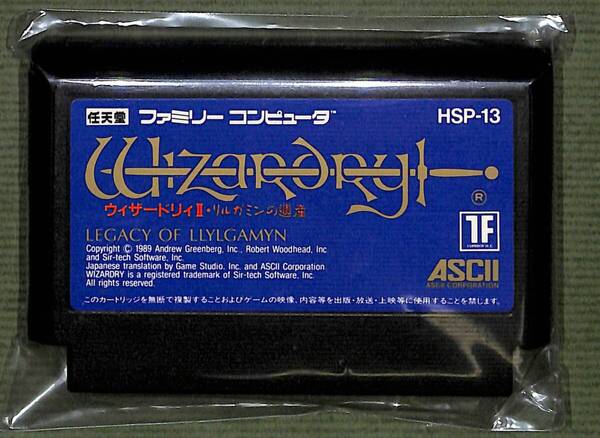 任天堂 ファミリー コンピュータ™ HSP-13
Wizardry ®
ウィザードリィII・リルガミンの遺産
LEGACY OF LLYLGAMYN
Copyright © 1989 Andrew Greenberg, Inc., Robert Woodhead, Inc
and Sir-tech Software, Inc.
Japanese translation by Game Studio, Inc. and ASCII Corporation
WIZARDRY is a registered trademark of Sir-tech Software, Inc.
All rights reserved.
1F
ASCII
ASCII CORPORATION
このカートリッジを無断で複製することおよびゲームの映像、内容等を出版・放送・上映等に使用することを禁じます。